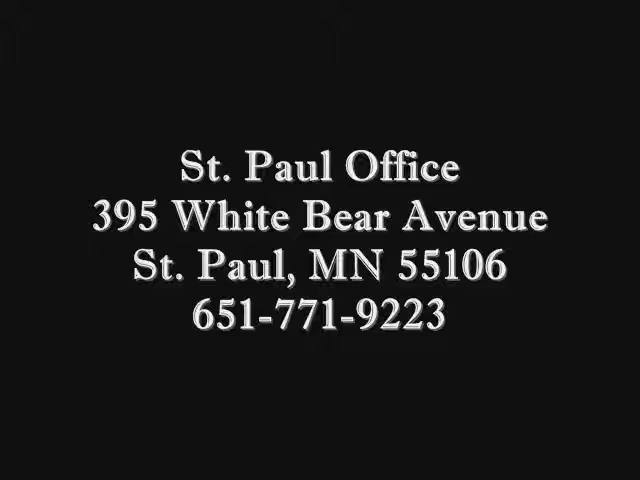 St. Paul Office
395 White Bear Avenue
St. Paul, MN 55106
651-771-9223